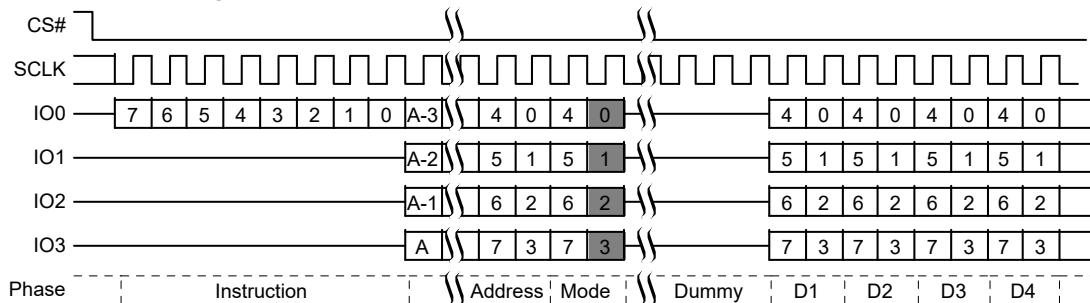 CS#
SCLK
IO0 7 6 5 4 3 2 1 0 A-3 4 0 4 0 4 0 4 0 4 0 4 0
IO1 A-2 5 1 5 1 5 1 5 1 5 1 5 1
IO2 A-1 6 2 6 2 6 2 6 2 6 2 6 2
IO3 A 7 3 7 3 7 3 7 3 7 3 7 3
Phase Instruction Address Mode Dummy D1 D2 D3 D4